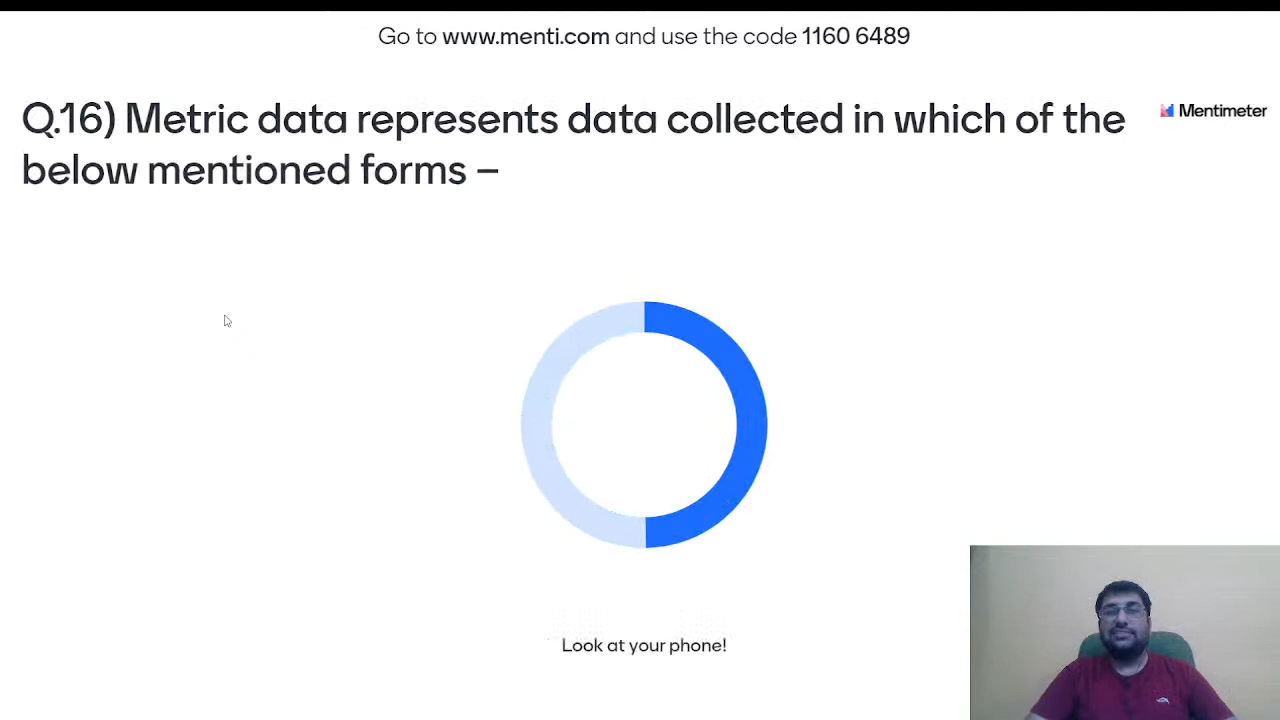 Go to www.menti.com and use the code 1160 6489
Q.16) Metric data represents data collected in which of the
below mentioned forms –
Mentimeter
Look at your phone!